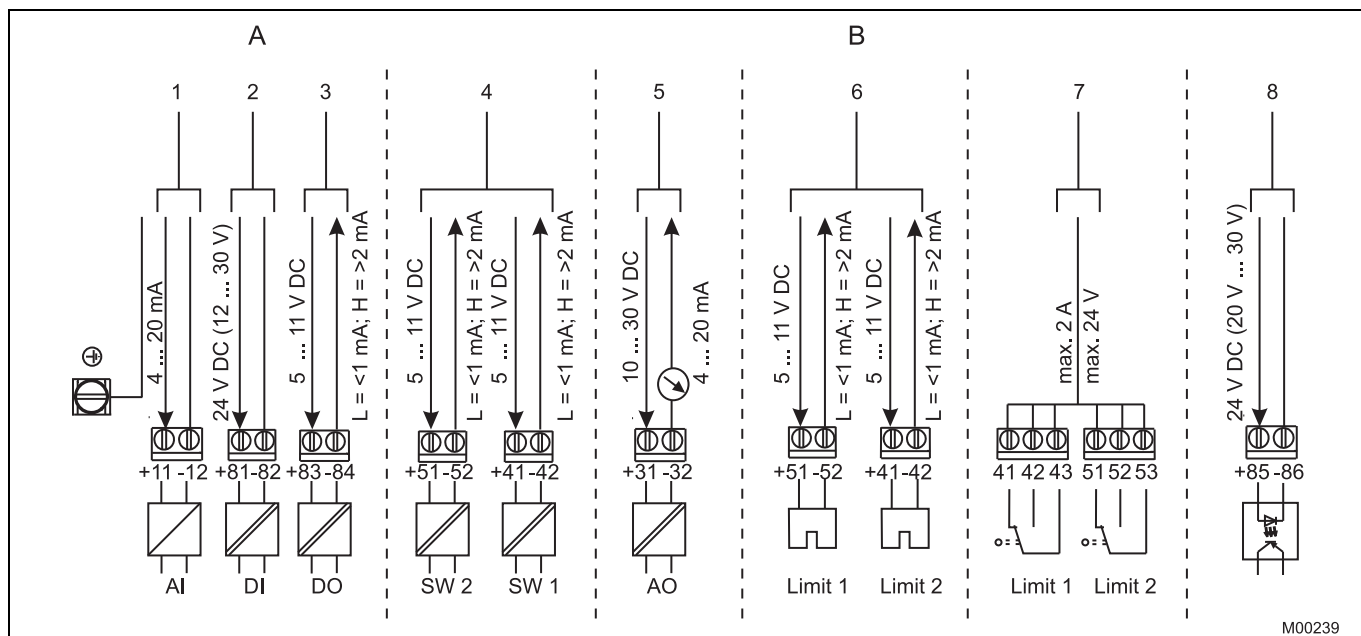 A B
1 2 3 4 5 6 7 8
4 ... 20 mA
24 V DC (12 ... 30 V)
5 ... 11 V DC
L = <1 mA; H = >2 mA
5 ... 11 V DC
L = <1 mA; H = >2 mA
5 ... 11 V DC
L = <1 mA; H = >2 mA
10 ... 30 V DC
4 ... 20 mA
5 ... 11 V DC
L = <1 mA; H = >2 mA
5 ... 11 V DC
L = <1 mA; H = >2 mA
max. 2 A
max. 24 V
24 V DC (20 V ... 30 V)
+11 -12 +81-82 +83-84 +51-52 +41-42 +31-32 +51-52 +41-42 41 42 43 51 52 53 +85 -86
AI DI DO SW 2 SW 1 AO Limit 1 Limit 2 Limit 1 Limit 2
M00239